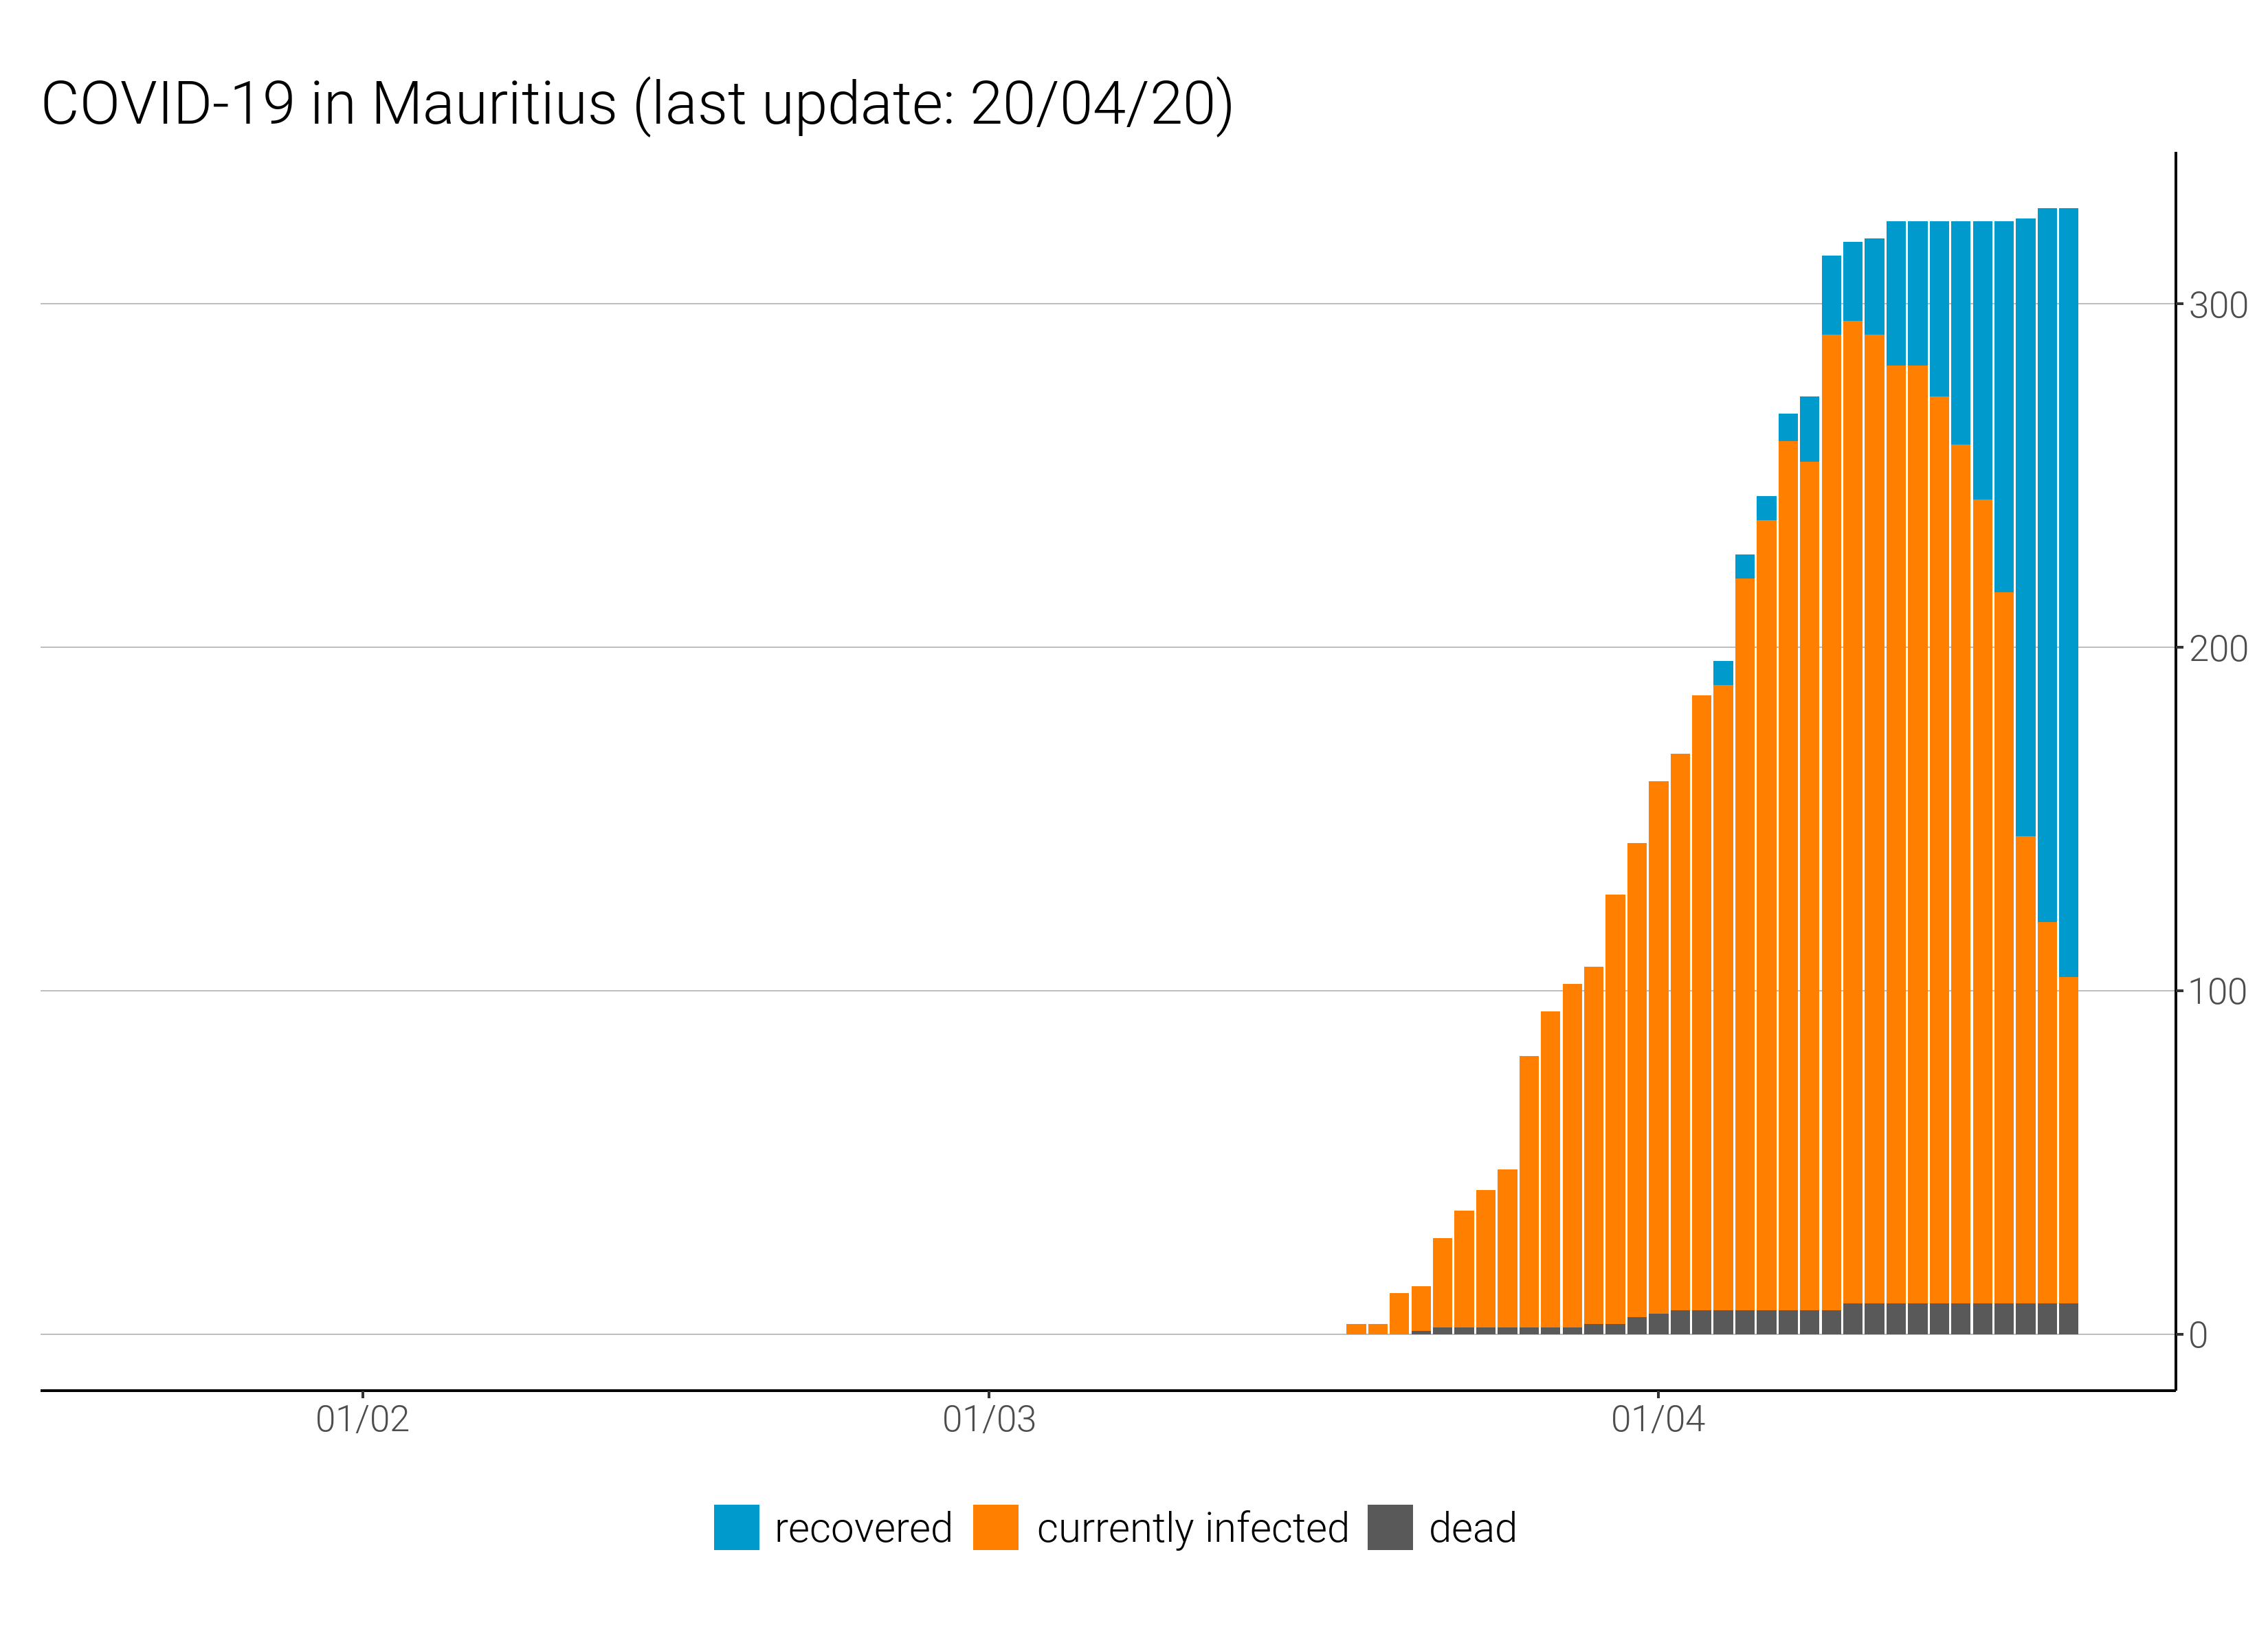 COVID-19 in Mauritius (last update: 20/04/20)
300
200
100
0
01/02 01/03 01/04
recovered currently infected dead